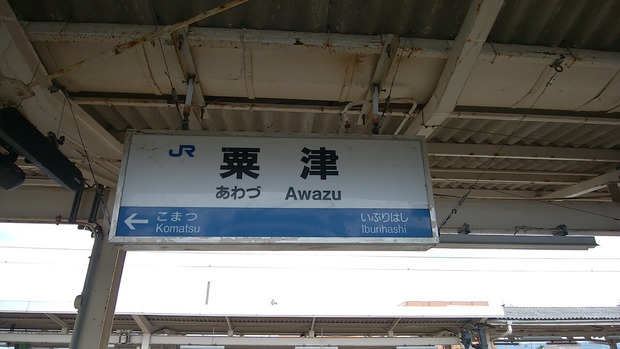 JR 粟津
あわづ Awazu
← こまつ いぶりはし
Komatsu Iburihashi